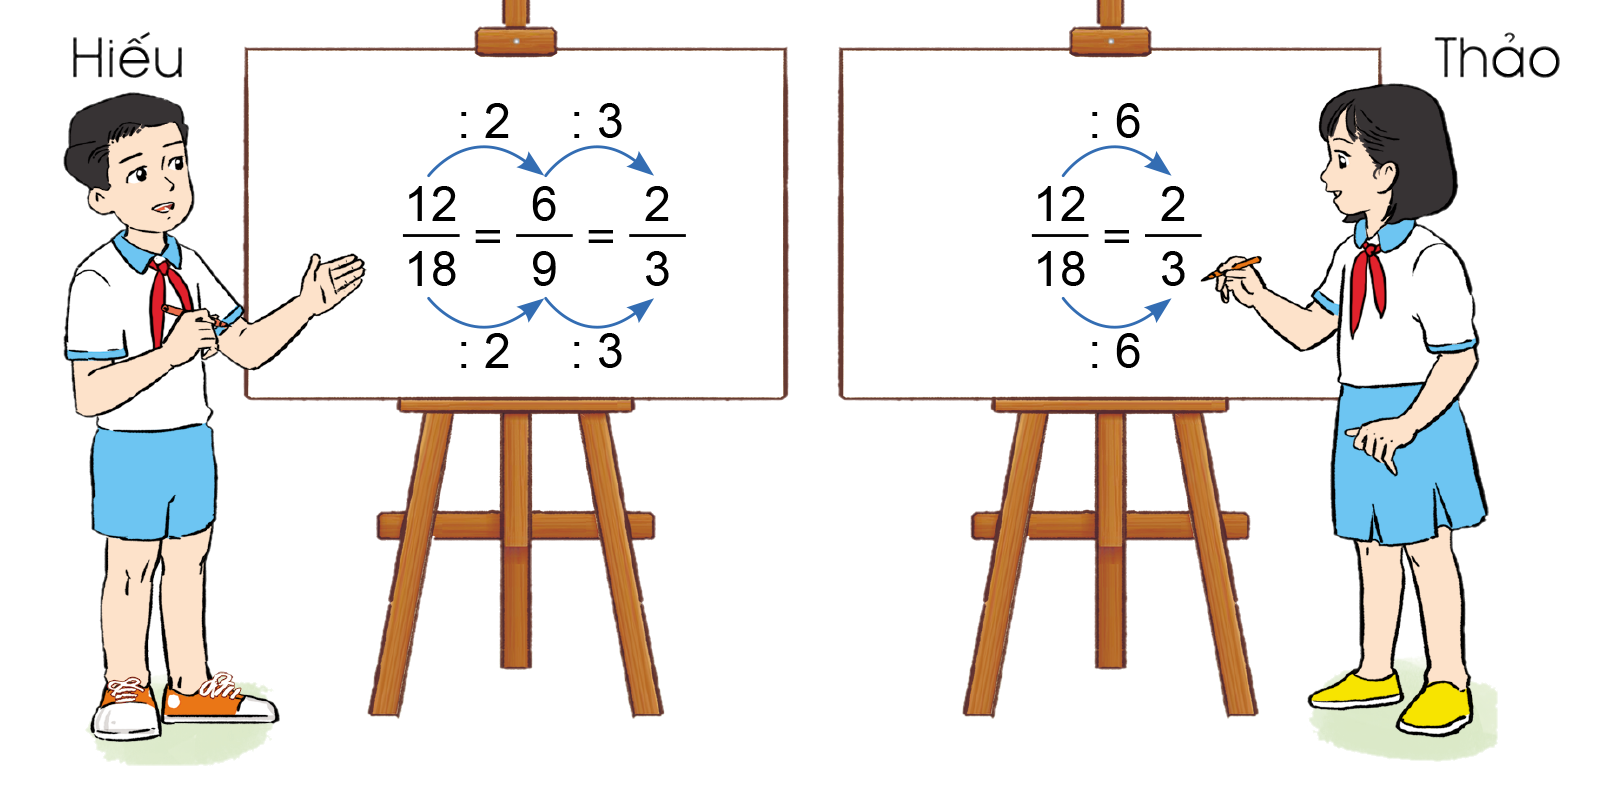 Hiếu
: 2 : 3
12/18 = 6/9 = 2/3
: 2 : 3
Thảo
: 6
12/18 = 2/3
: 6